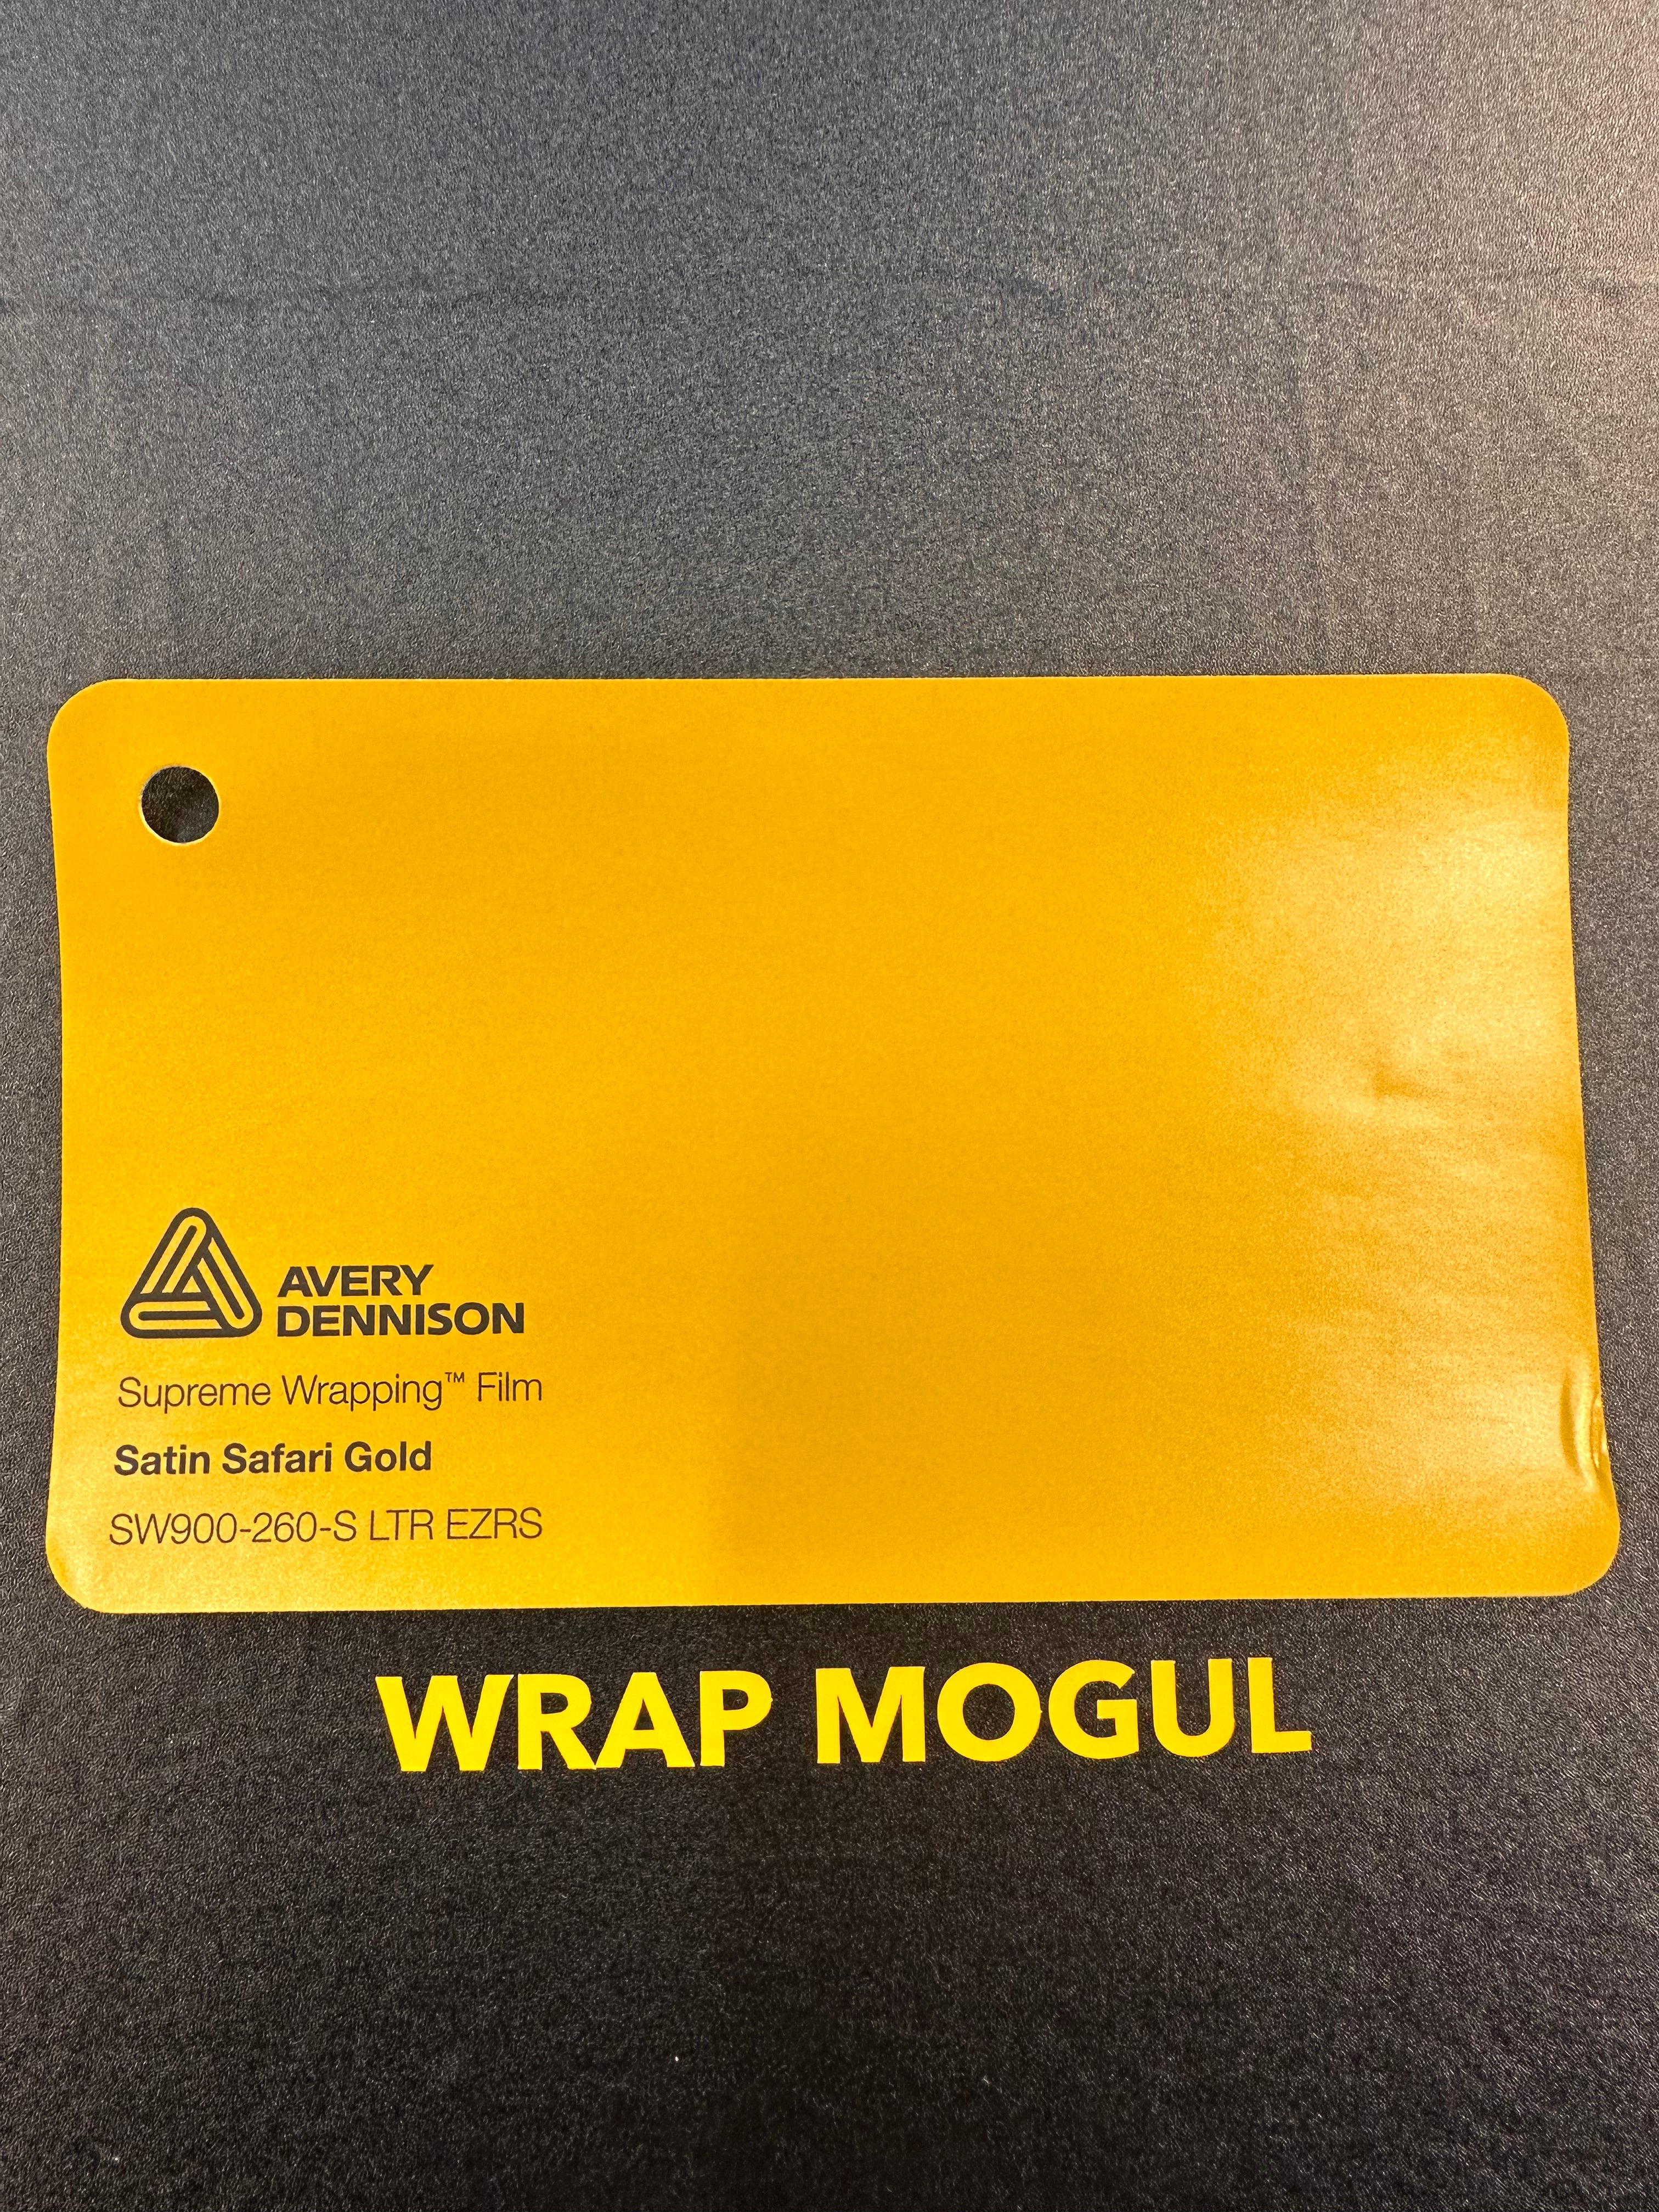 AVERY
DENNISON
Supreme Wrapping™ Film
Satin Safari Gold
SW900-260-S LTR EZRS
WRAP MOGUL